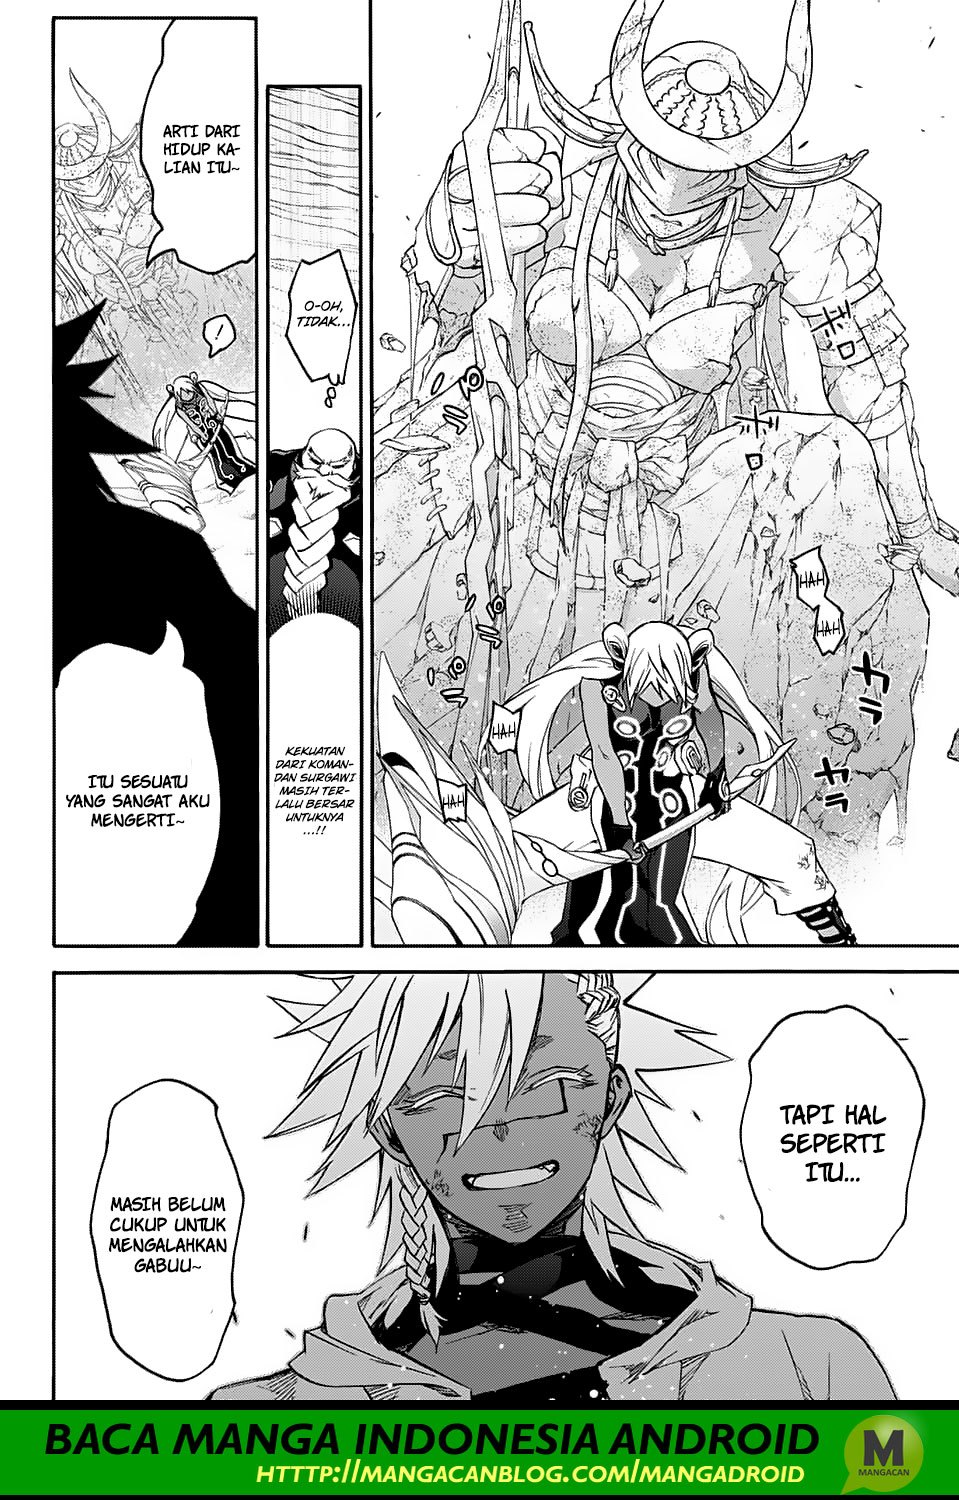 HAH
HAH
HAH
HAH
O-OH,
TIDAK...
KEKUATAN
DARI KOMAN-
DAN SURGAWI
MASIH TER-
LALU BERSAR
UNTUKNYA
...!!
ARTI DARI
HIDUP KA-
LIAN ITU~
!
ITU SESUATU
YANG SANGAT AKU
MENGERTI~
TAPI HAL
SEPERTI
ITU...
MASIH BELUM
CUKUP UNTUK
MENGALAHKAN
GABUU~
BACA MANGA INDONESIA ANDROID
HTTTP://MANGACANBLOG.COM/MANGADROID
M
MANGACAN